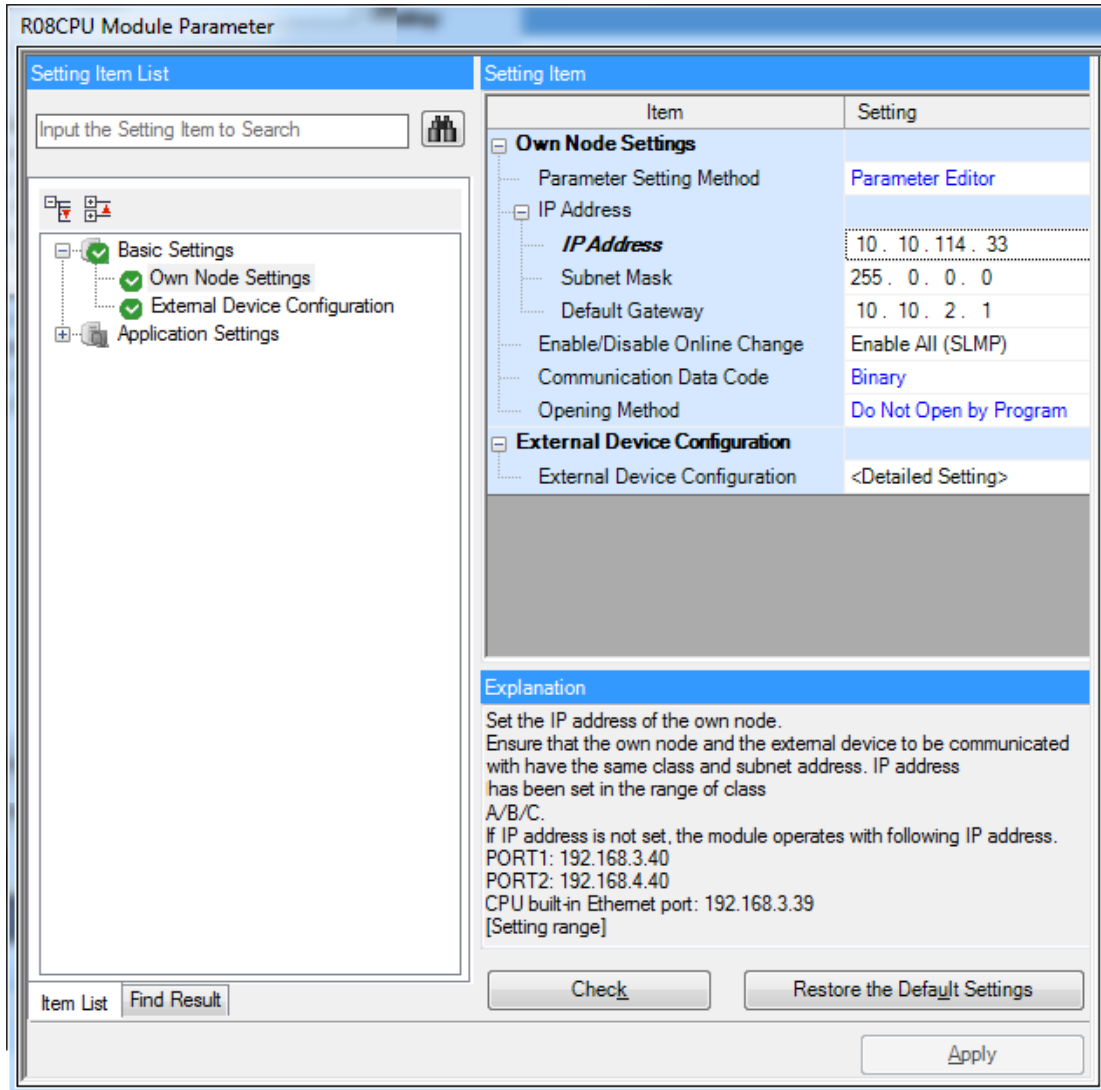 R08CPU Module Parameter
Setting Item List
Input the Setting Item to Search
Basic Settings
Own Node Settings
External Device Configuration
Application Settings
Item List
Find Result
Setting Item
Item Setting
Own Node Settings
Parameter Setting Method Parameter Editor
IP Address
IP Address 10 . 10 . 114 . 33
Subnet Mask 255 . 0 . 0 . 0
Default Gateway 10 . 10 . 2 . 1
Enable/Disable Online Change Enable All (SLMP)
Communication Data Code Binary
Opening Method Do Not Open by Program
External Device Configuration
External Device Configuration <Detailed Setting>
Explanation
Set the IP address of the own node.
Ensure that the own node and the external device to be communicated
with have the same class and subnet address. IP address
has been set in the range of class
A/B/C.
If IP address is not set, the module operates with following IP address.
PORT1: 192.168.3.40
PORT2: 192.168.4.40
CPU built-in Ethernet port: 192.168.3.39
[Setting range]
Check
Restore the Default Settings
Apply